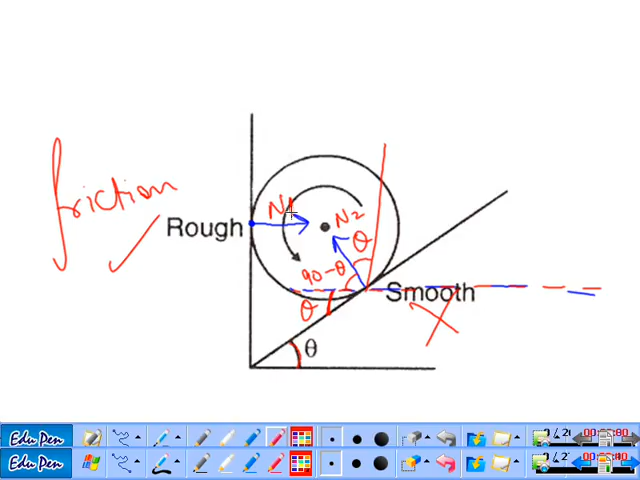 friction
N1
Rough
N2
θ
90-θ
θ
Smooth
θ
Edu Pen
Edu Pen